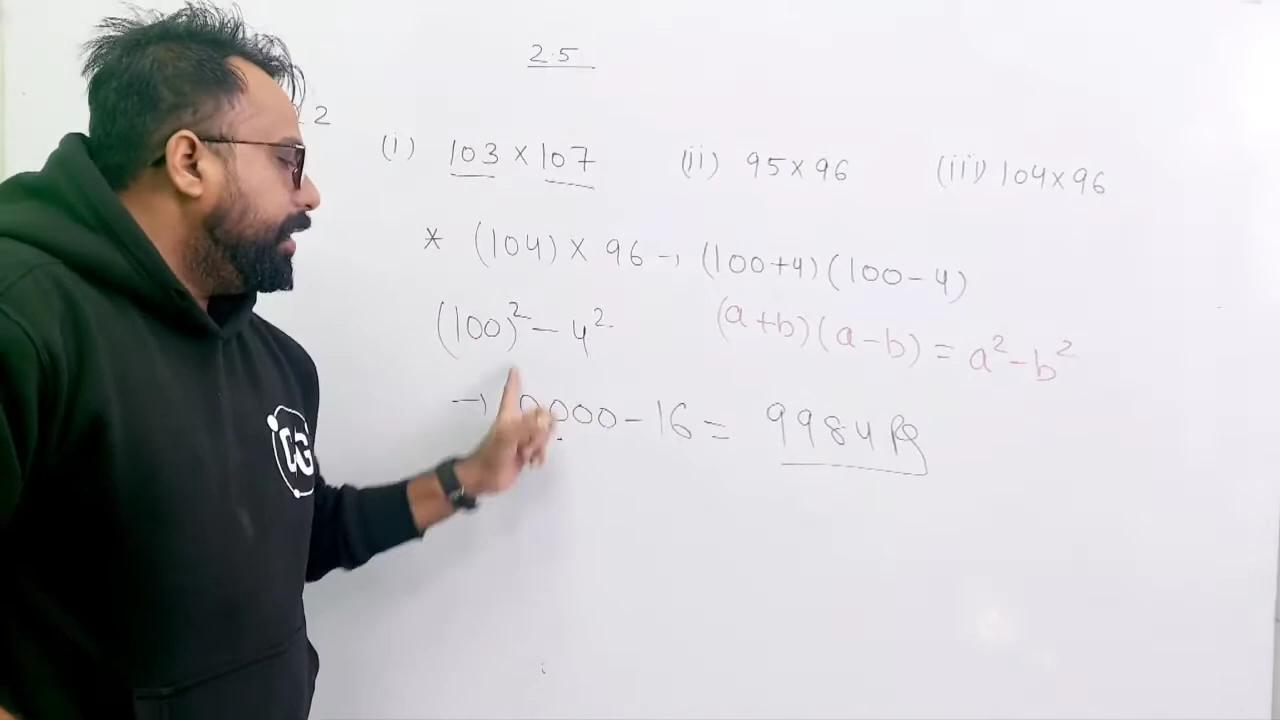 2.5
2
(i) 103 × 107 (ii) 95×96 (iii) 104×96
* (104) × 96 → (100+4)(100-4)
(100)² - 4² (a+b)(a-b) = a²-b²
→ 0000 - 16 = 9984